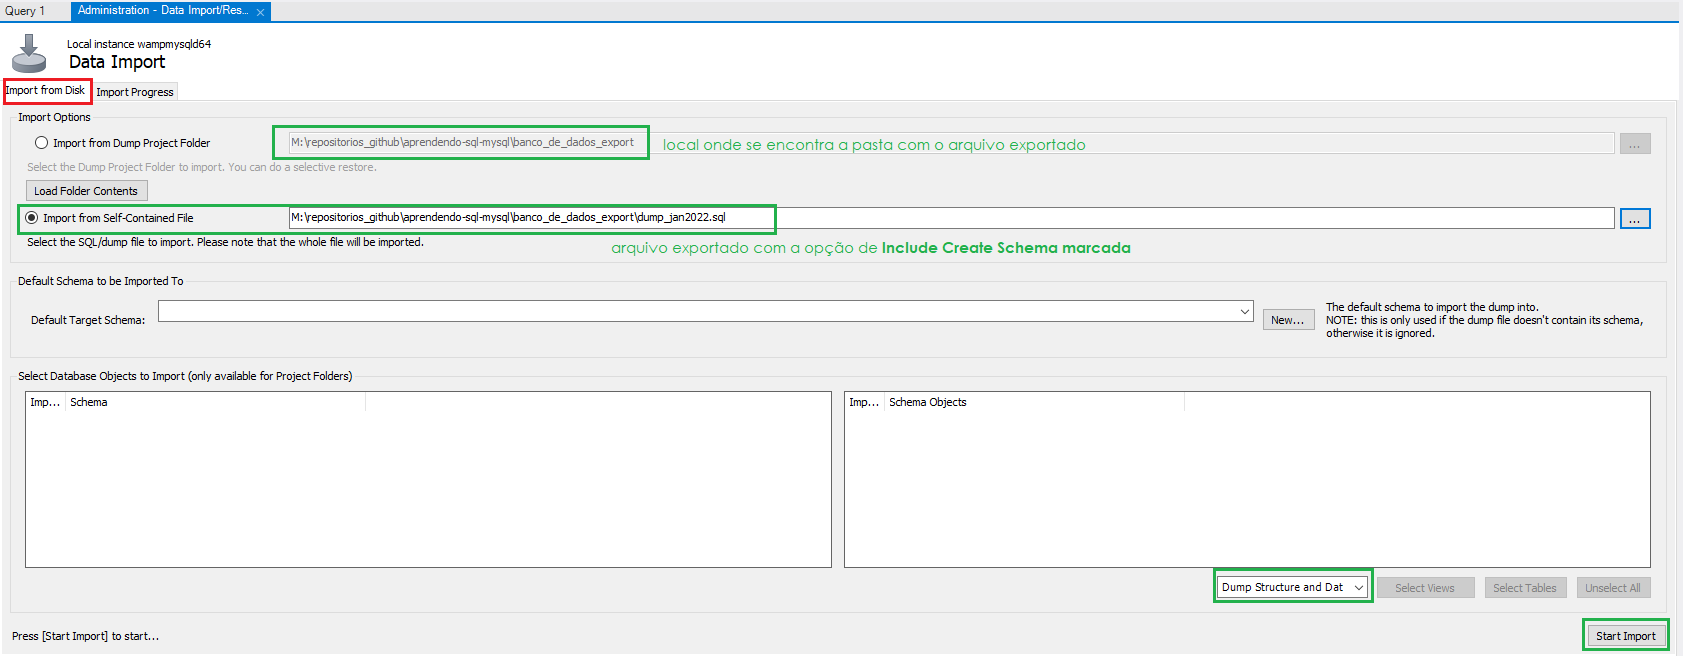 Query 1
Administration - Data Import/Res...
Local instance wampmysqld64
Data Import
Import from Disk
Import Progress
Import Options
Import from Dump Project Folder
M:\repositorios_github\aprendendo-sql-mysql\banco_de_dados_export
local onde se encontra a pasta com o arquivo exportado
...
Select the Dump Project Folder to import. You can do a selective restore.
Load Folder Contents
Import from Self-Contained File
M:\repositorios_github\aprendendo-sql-mysql\banco_de_dados_export\dump_jan2022.sql
...
Select the SQL/dump file to import. Please note that the whole file will be imported.
arquivo exportado com a opção de Include Create Schema marcada
Default Schema to be Imported To
Default Target Schema:
New...
The default schema to import the dump into.
NOTE: this is only used if the dump file doesn't contain its schema,
otherwise it is ignored.
Select Database Objects to Import (only available for Project Folders)
Imp... Schema
Imp... Schema Objects
Dump Structure and Dat
Select Views
Select Tables
Unselect All
Press [Start Import] to start...
Start Import